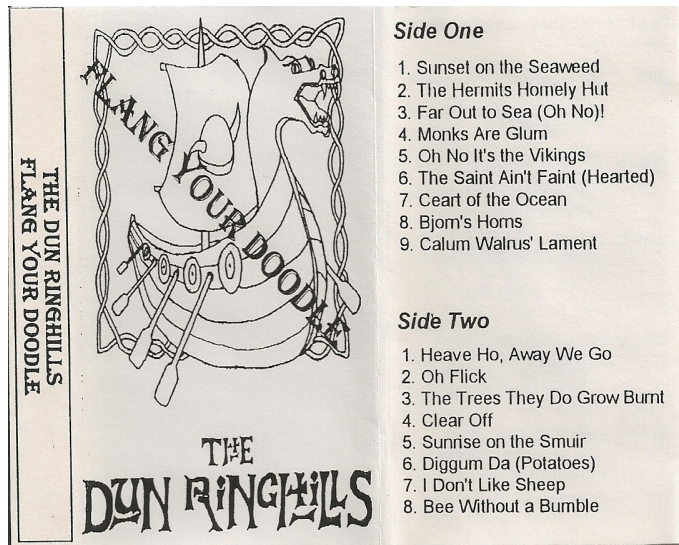 THE DUN RINGHILLS
FLANG YOUR DOODLE
FLANG YOUR DOODLE
THE
DUN RINGHILLS
Side One
1. Sunset on the Seaweed
2. The Hermits Homely Hut
3. Far Out to Sea (Oh No)!
4. Monks Are Glum
5. Oh No It's the Vikings
6. The Saint Ain't Faint (Hearted)
7. Ceart of the Ocean
8. Bjorn's Horns
9. Calum Walrus' Lament
Side Two
1. Heave Ho, Away We Go
2. Oh Flick
3. The Trees They Do Grow Burnt
4. Clear Off
5. Sunrise on the Smuir
6. Diggum Da (Potatoes)
7. I Don't Like Sheep
8. Bee Without a Bumble